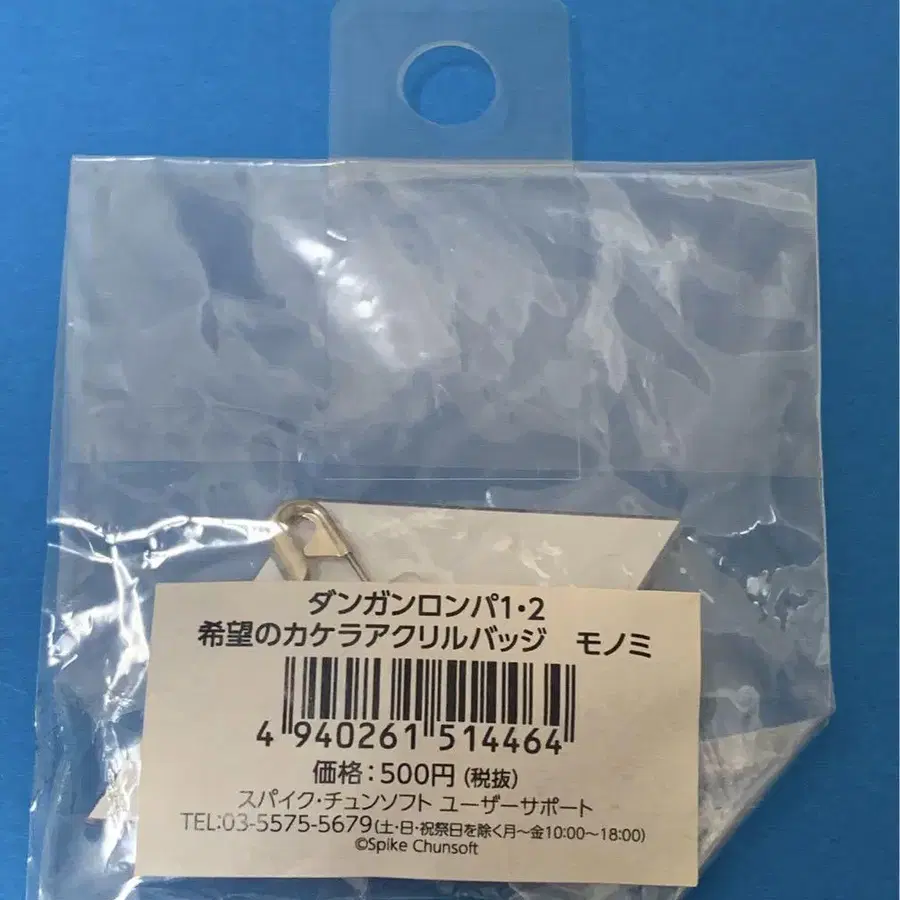 ダンガンロンパ1・2
希望のカケラアクリルバッジ　モノミ
4 940261 514464
価格：500円（税抜）
スパイク・チュンソフト ユーザーサポート
TEL:03-5575-5679（土・日・祝祭日を除く月～金10:00～18:00）
©Spike Chunsoft